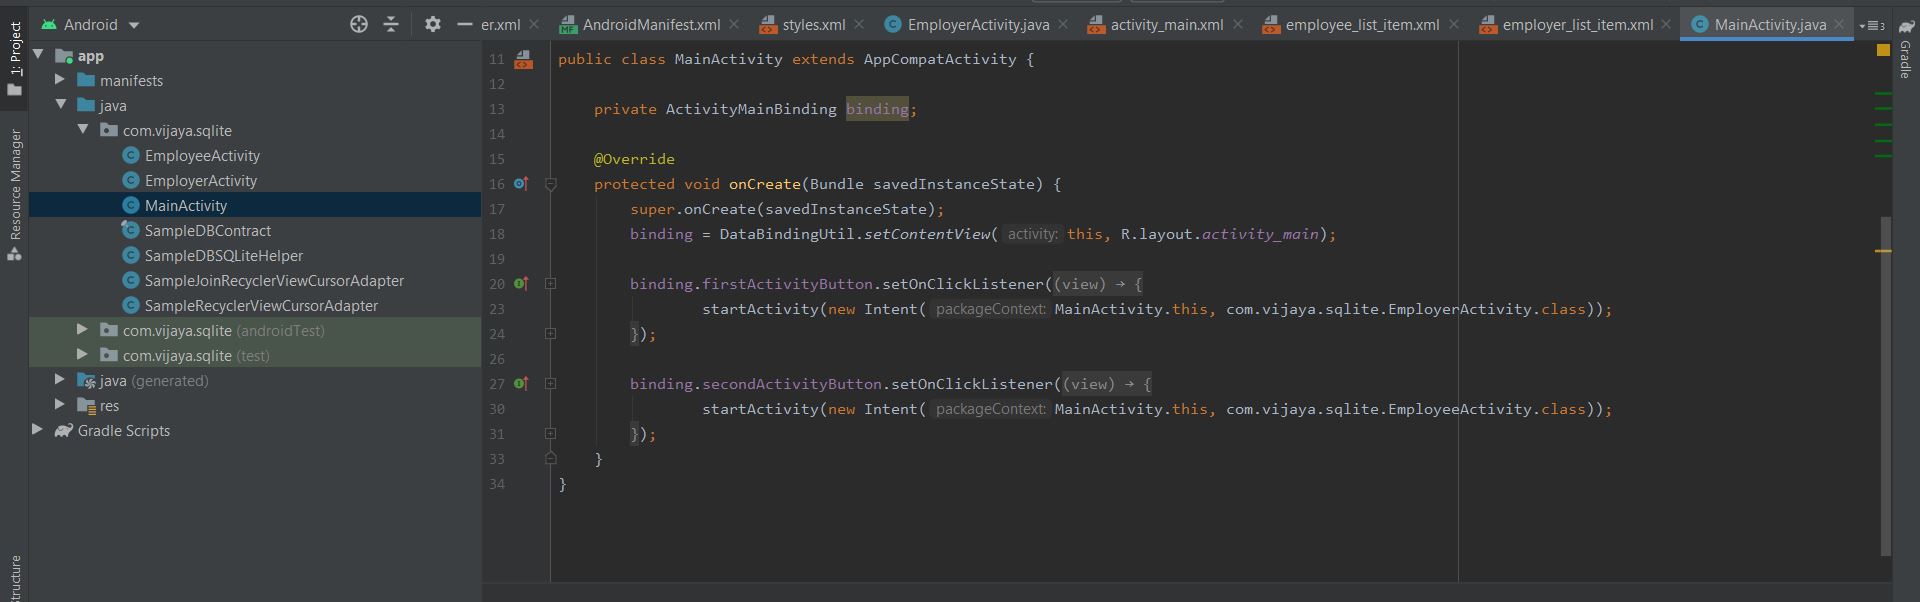 Android
er.xml AndroidManifest.xml styles.xml EmployerActivity.java activity_main.xml employee_list_item.xml employer_list_item.xml MainActivity.java 3
1: Project
Resource Manager
app
manifests
java
com.vijaya.sqlite
EmployeeActivity
EmployerActivity
MainActivity
SampleDBContract
SampleDBSQLiteHelper
SampleJoinRecyclerViewCursorAdapter
SampleRecyclerViewCursorAdapter
com.vijaya.sqlite (androidTest)
com.vijaya.sqlite (test)
java (generated)
res
Gradle Scripts
11 public class MainActivity extends AppCompatActivity {
12
13 private ActivityMainBinding binding;
14
15 @Override
16 protected void onCreate(Bundle savedInstanceState) {
17 super.onCreate(savedInstanceState);
18 binding = DataBindingUtil.setContentView( activity: this, R.layout.activity_main);
19
20 binding.firstActivityButton.setOnClickListener((view) → {
23 startActivity(new Intent( packageContext: MainActivity.this, com.vijaya.sqlite.EmployerActivity.class));
24 });
26
27 binding.secondActivityButton.setOnClickListener((view) → {
30 startActivity(new Intent( packageContext: MainActivity.this, com.vijaya.sqlite.EmployeeActivity.class));
31 });
33 }
34 }
Gradle
tructure